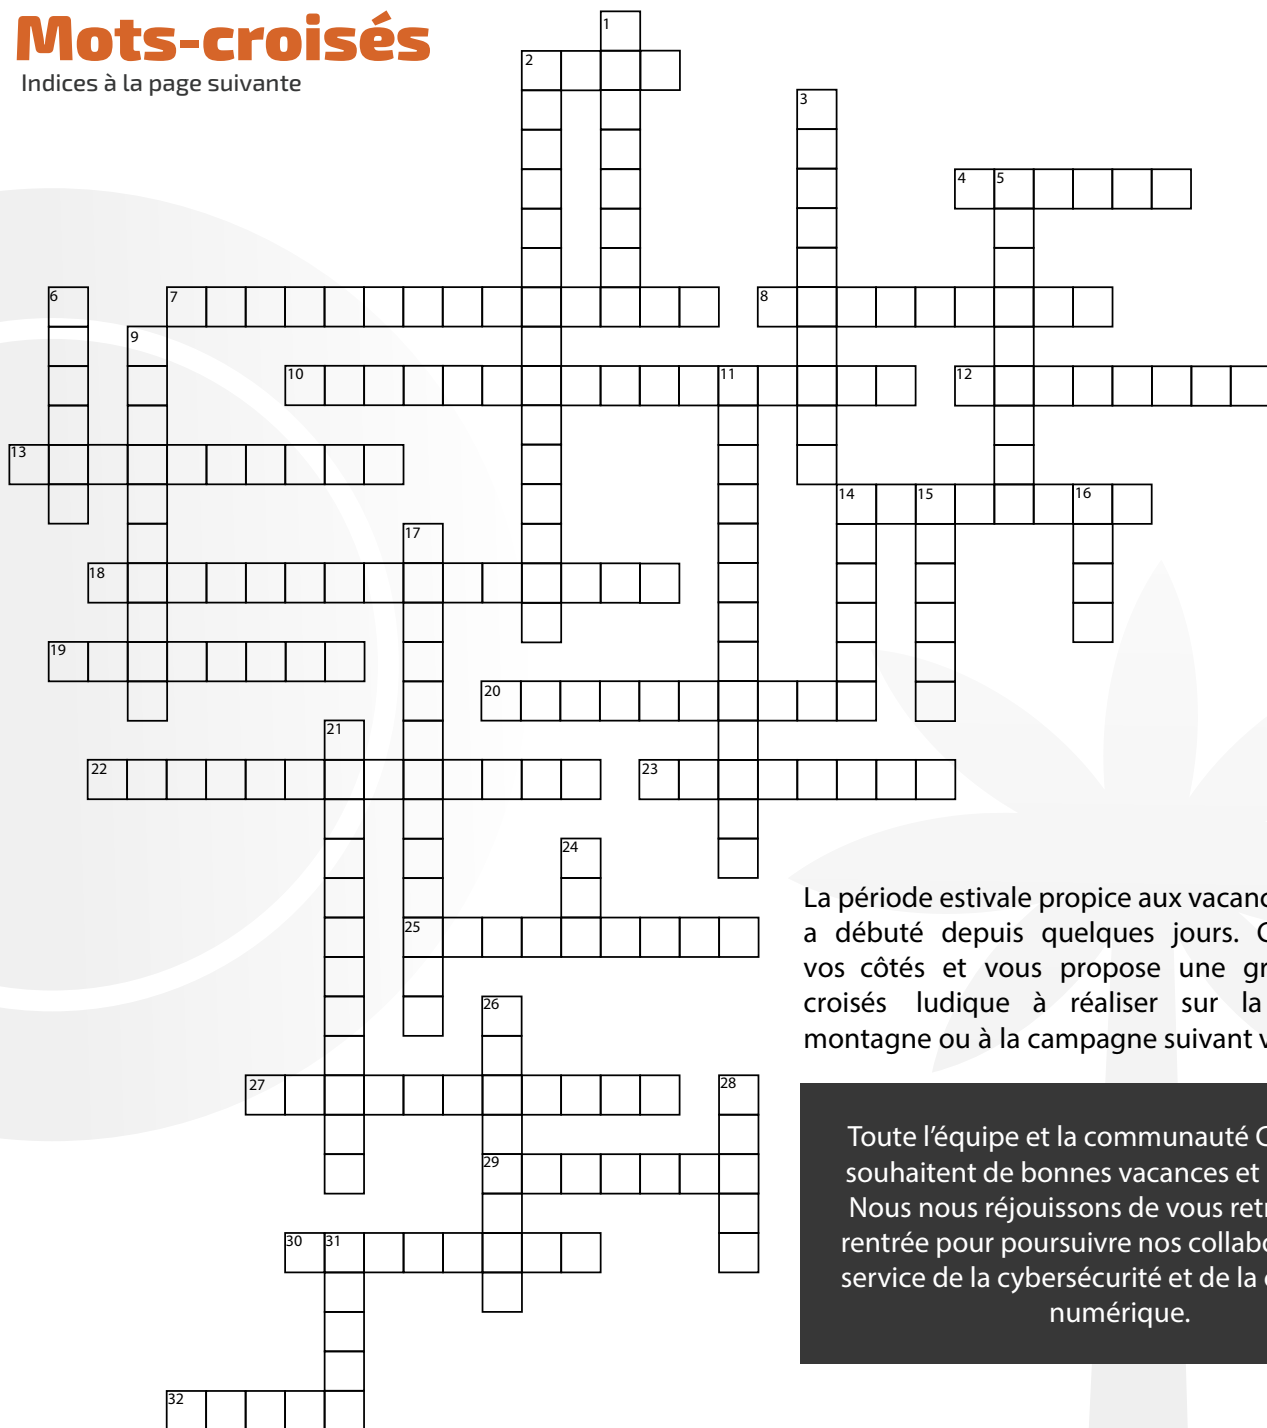 Mots-croisés
Indices à la page suivante
1
2
3
4 5
6 7 8
9
10 11 12
13
14 15 16
17
18
19
20
21
22 23
24
25
26
27 28
29
30 31
32
La période estivale propice aux
a débuté depuis quelques jours.
vos côtés et vous propose une
croisés ludique à réaliser sur la
montagne ou à la campagne suivant
Toute l’équipe et la communauté
souhaitent de bonnes vacances et
Nous nous réjouissons de vous
rentrée pour poursuivre nos
service de la cybersécurité et de la
numérique.